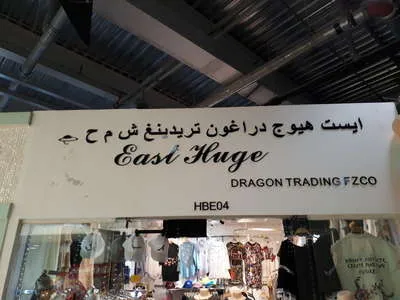 ايست هيوج دراغون تريدينغ ش م ح
East Huge
DRAGON TRADING FZCO
HBE04